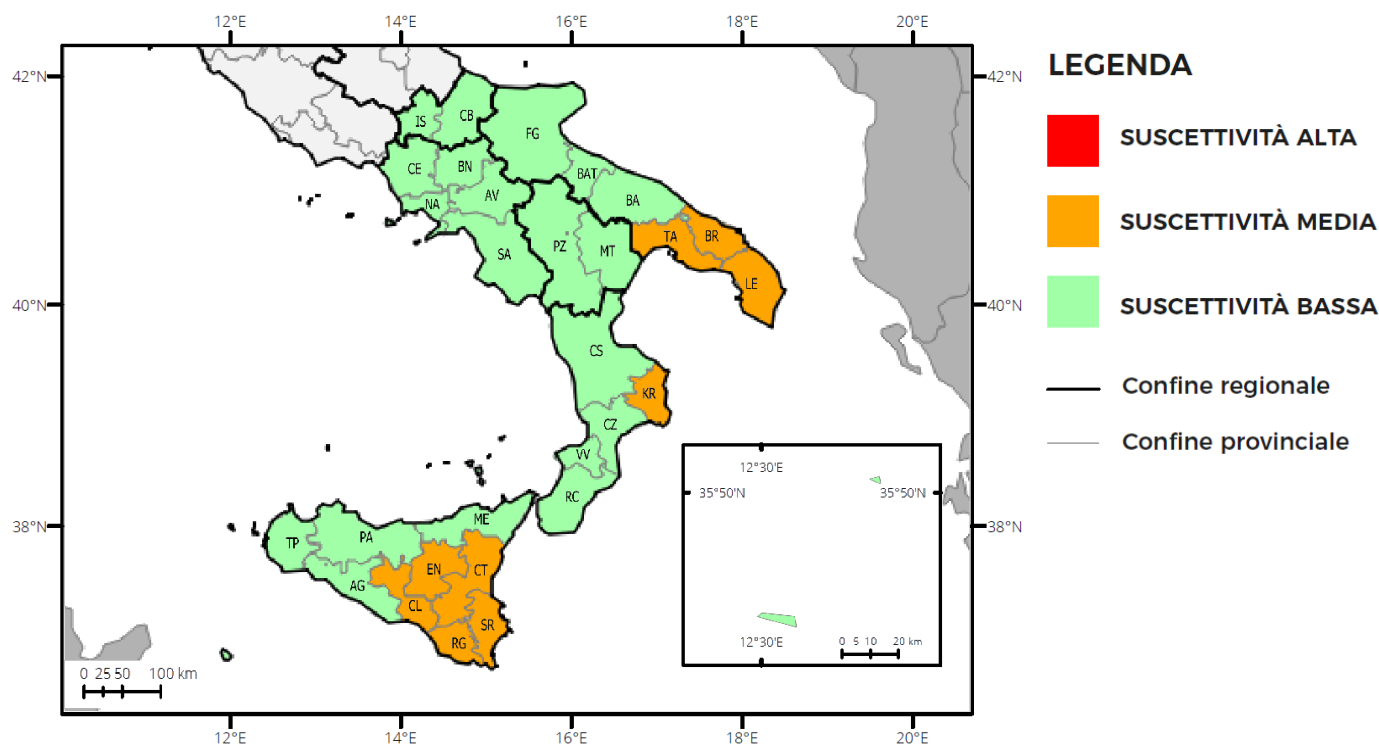 12°E 14°E 16°E 18°E 20°E
42°N 42°N
LEGENDA
SUSCETTIVITÀ ALTA
SUSCETTIVITÀ MEDIA
SUSCETTIVITÀ BASSA
Confine regionale
Confine provinciale
IS CB FG
CE BN BAT
NA AV BA
SA PZ MT TA BR
LE
40°N 40°N
CS
KR
CZ
VV
RC
38°N 38°N
TP PA ME
AG EN CT
CL SR
RG
12°30'E
35°50'N 35°50'N
12°30'E
0 5 10 20 km
0 25 50 100 km
12°E 14°E 16°E 18°E 20°E